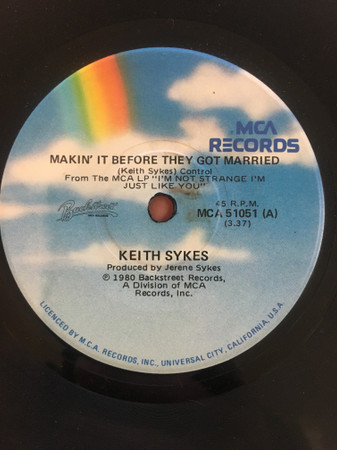 MCA
RECORDS
MAKIN' IT BEFORE THEY GOT MARRIED
(Keith Sykes) Control
From The MCA LP "I'M NOT STRANGE I'M
JUST LIKE YOU"
Backstreet
45 R.P.M.
MCA 51051 (A)
(3.37)
KEITH SYKES
Produced by Jerene Sykes
℗ 1980 Backstreet Records,
A Division of MCA
Records, Inc.
LICENCED BY M.C.A. RECORDS, INC., UNIVERSAL CITY, CALIFORNIA, U.S.A.